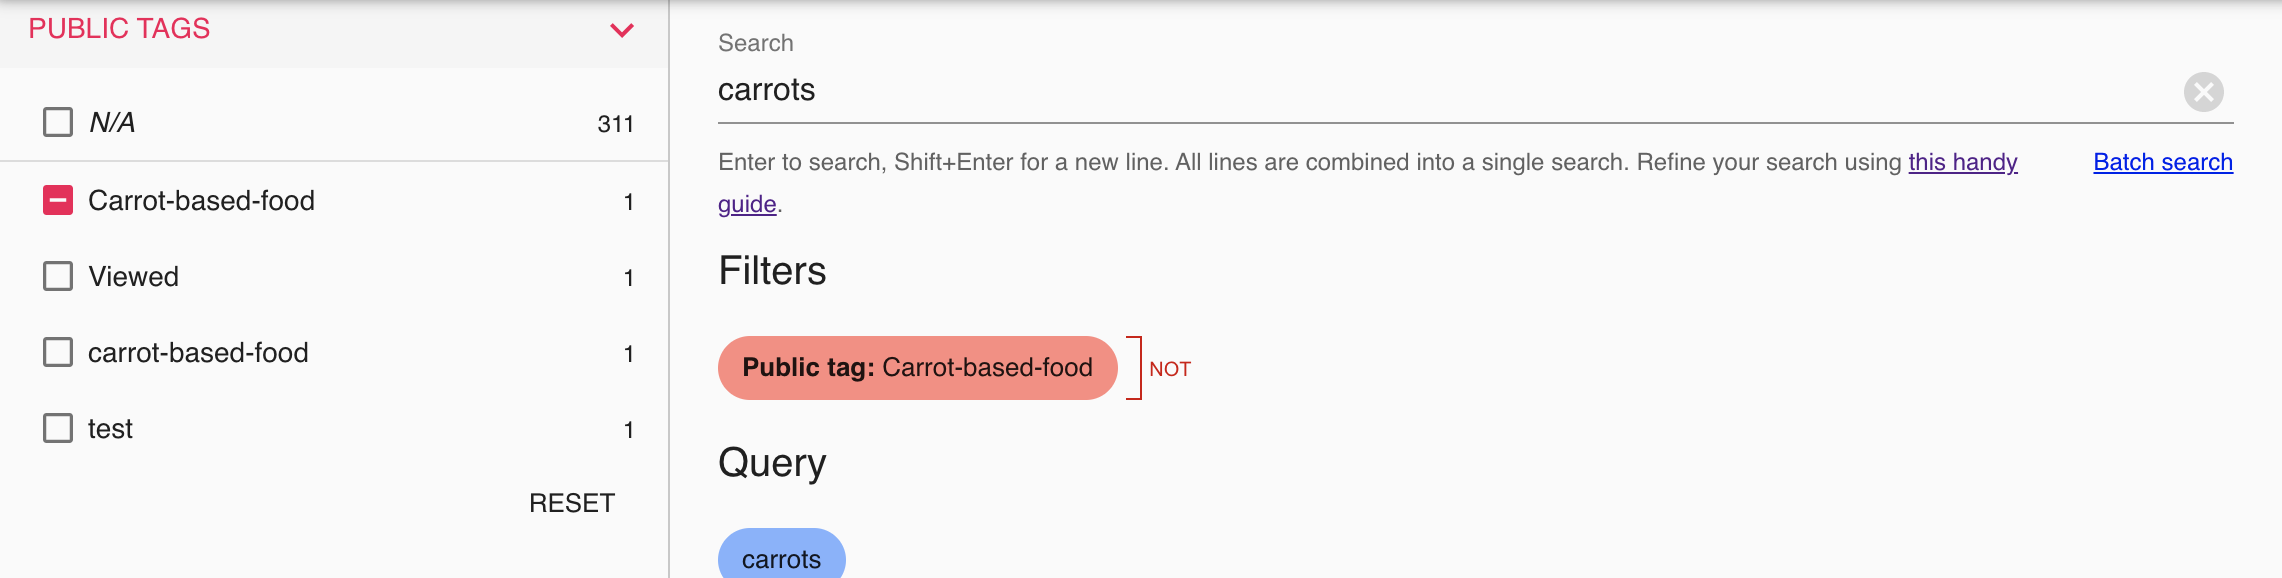 PUBLIC TAGS
N/A 311
Carrot-based-food 1
Viewed 1
carrot-based-food 1
test 1
RESET
Search
carrots
Enter to search, Shift+Enter for a new line. All lines are combined into a single search. Refine your search using this handy
guide.
Batch search
Filters
Public tag: Carrot-based-food NOT
Query
carrots